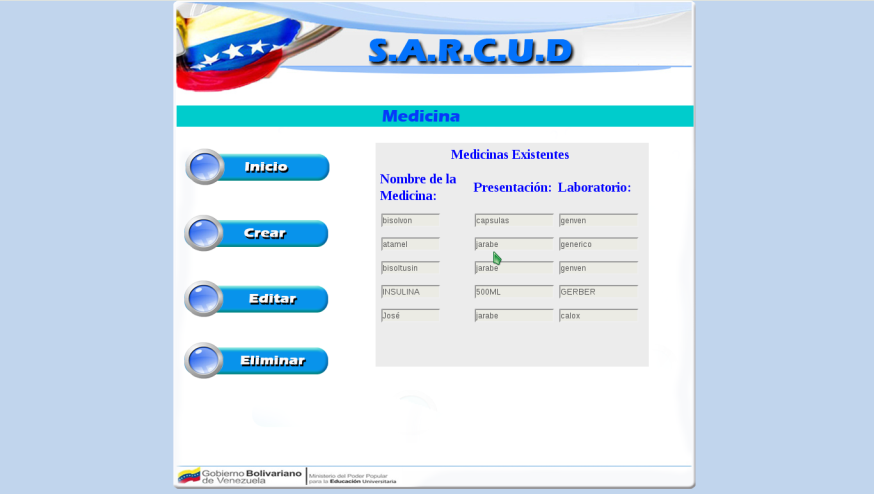 S.A.R.C.U.D
Medicina
Inicio
Crear
Editar
Eliminar
Medicinas Existentes
Nombre de la Medicina: Presentación: Laboratorio:
bisolvon capsulas genven
atamel jarabe generico
bisoltusin jarabe genven
INSULINA 500ML GERBER
José jarabe calox
Gobierno Bolivariano
de Venezuela
Ministerio del Poder Popular
para la Educación Universitaria